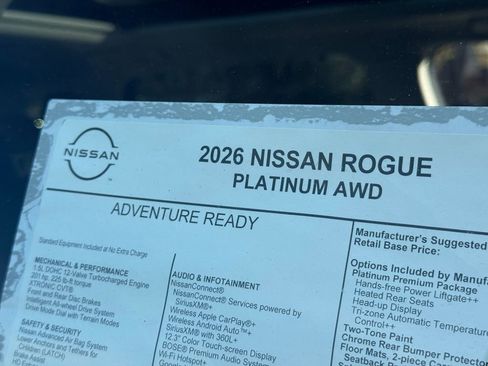 NISSAN
2026 NISSAN ROGUE
PLATINUM AWD
ADVENTURE READY
Standard Equipment Included at No Extra Charge
MECHANICAL & PERFORMANCE
1.5L DOHC 12-Valve Turbocharged Engine
201 hp, 225 lb-ft torque
XTRONIC CVT®
Front and Rear Disc Brakes
Intelligent All-wheel Drive System
Drive Mode Dial with Terrain Modes
SAFETY & SECURITY
Nissan Advanced Air Bag System
Lower Anchors and Tethers for
Children (LATCH)
Brake Assist
AUDIO & INFOTAINMENT
NissanConnect®
NissanConnect® Services powered by
SiriusXM®+
Wireless Apple CarPlay®+
Wireless Android Auto™+
SiriusXM® with 360L+
12.3" Color Touch-screen Display
BOSE® Premium Audio System
Wi-Fi Hotspot+
Manufacturer's Suggested
Retail Base Price:
Options Included by Manuf
Platinum Premium Package
Hands-free Power Liftgate++
Heated Rear Seats
Head-up Display
Tri-zone Automatic Temperature
Control++
Two-Tone Paint
Chrome Rear Bumper Protector
Floor Mats, 2-piece Car
Seatback P